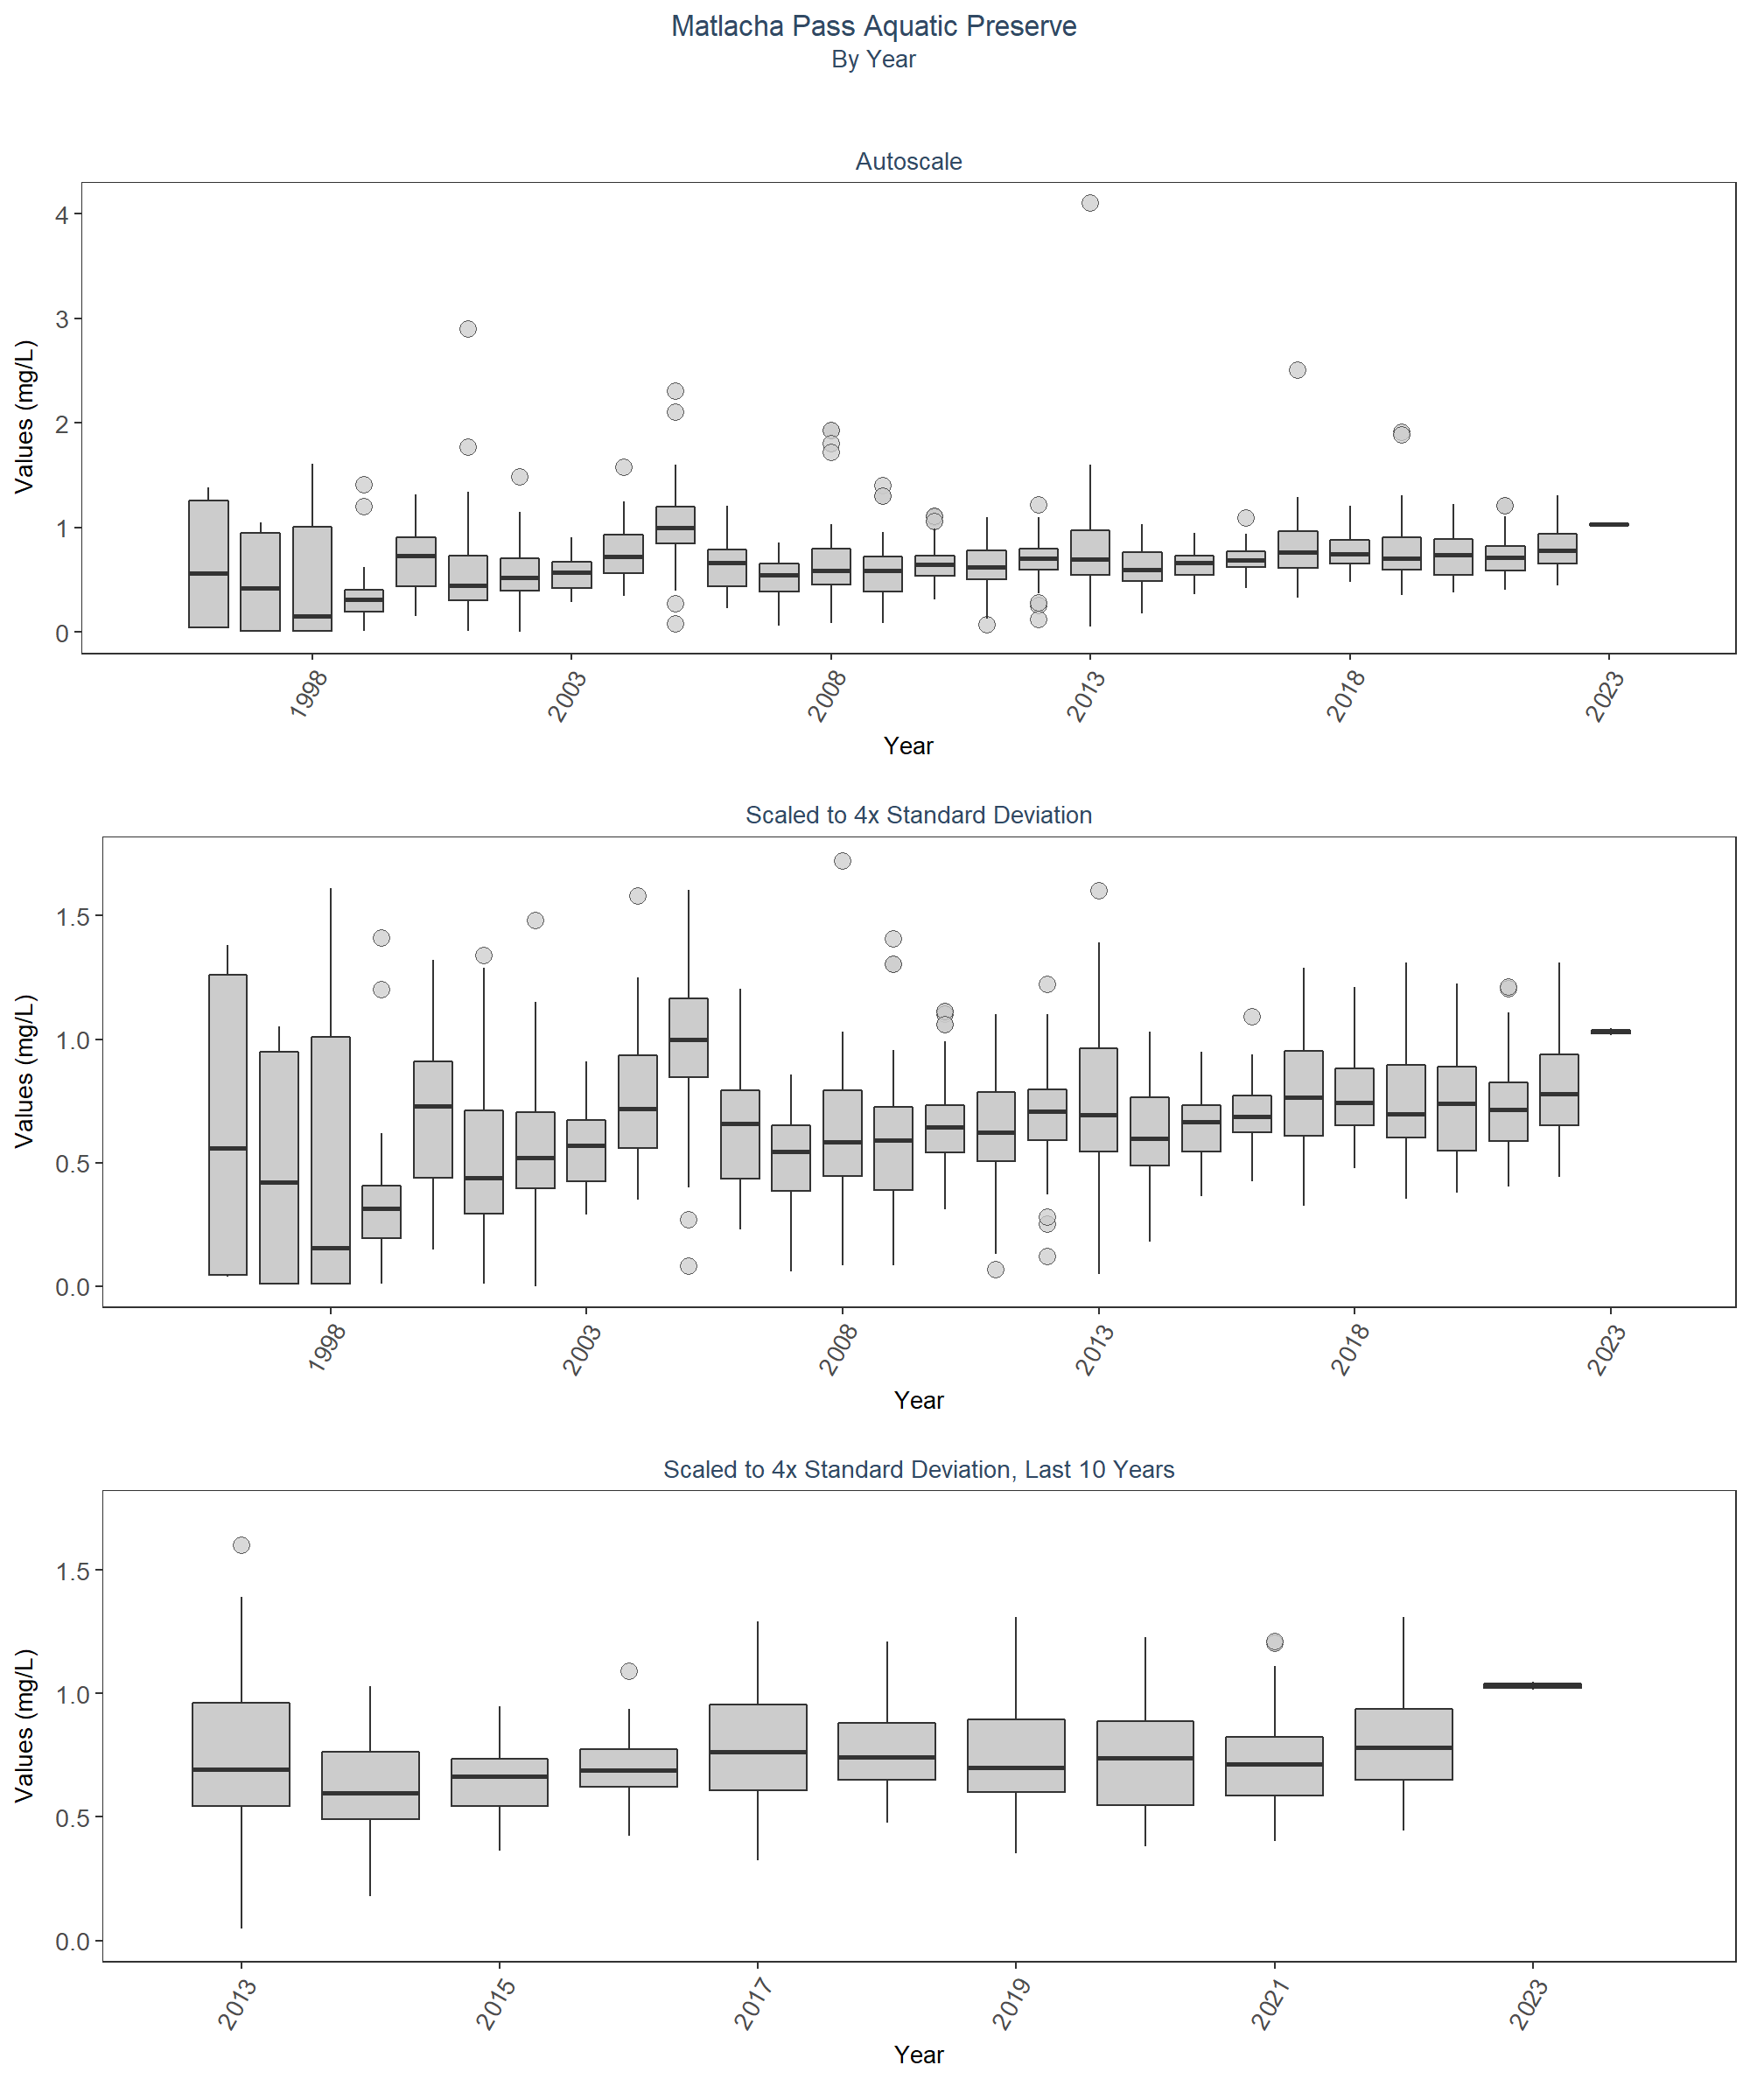 Matlacha Pass Aquatic Preserve
By Year
Autoscale
Values (mg/L)
4
3
2
1
0
1998
2003
2008
2013
2018
2023
Year
Scaled to 4x Standard Deviation
Values (mg/L)
1.5
1.0
0.5
0.0
1998
2003
2008
2013
2018
2023
Year
Scaled to 4x Standard Deviation, Last 10 Years
Values (mg/L)
1.5
1.0
0.5
0.0
2013
2015
2017
2019
2021
2023
Year